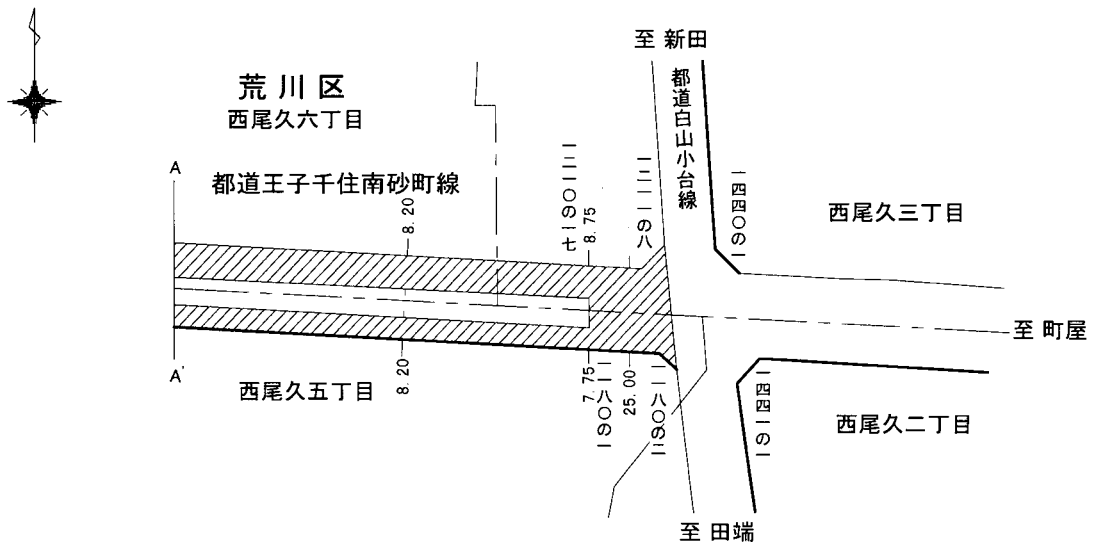 至 新田
荒川区
西尾久六丁目
都道白山小台線
A
都道王子千住南砂町線
8.20
一二一九の一七
8.75
一二一一の八
一四四〇の一
西尾久三丁目
至 町屋
A'
西尾久五丁目
8.20
7.75
一一八〇の一
25.00
一一八〇の二
一四四一の一
西尾久二丁目
至 田端